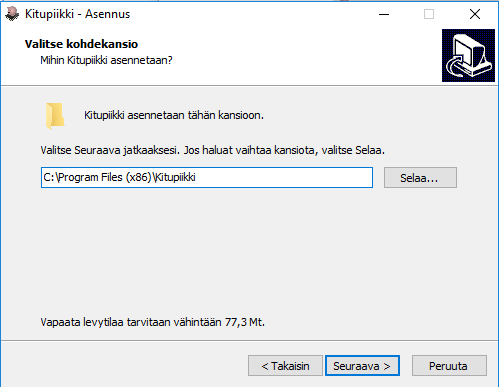 Kitupiikki - Asennus
Valitse kohdekansio
Mihin Kitupiikki asennetaan?
Kitupiikki asennetaan tähän kansioon.
Valitse Seuraava jatkaaksesi. Jos haluat vaihtaa kansiota, valitse Selaa.
C:\Program Files (x86)\Kitupiikki
Selaa...
Vapaata levytilaa tarvitaan vähintään 77,3 Mt.
< Takaisin
Seuraava >
Peruuta